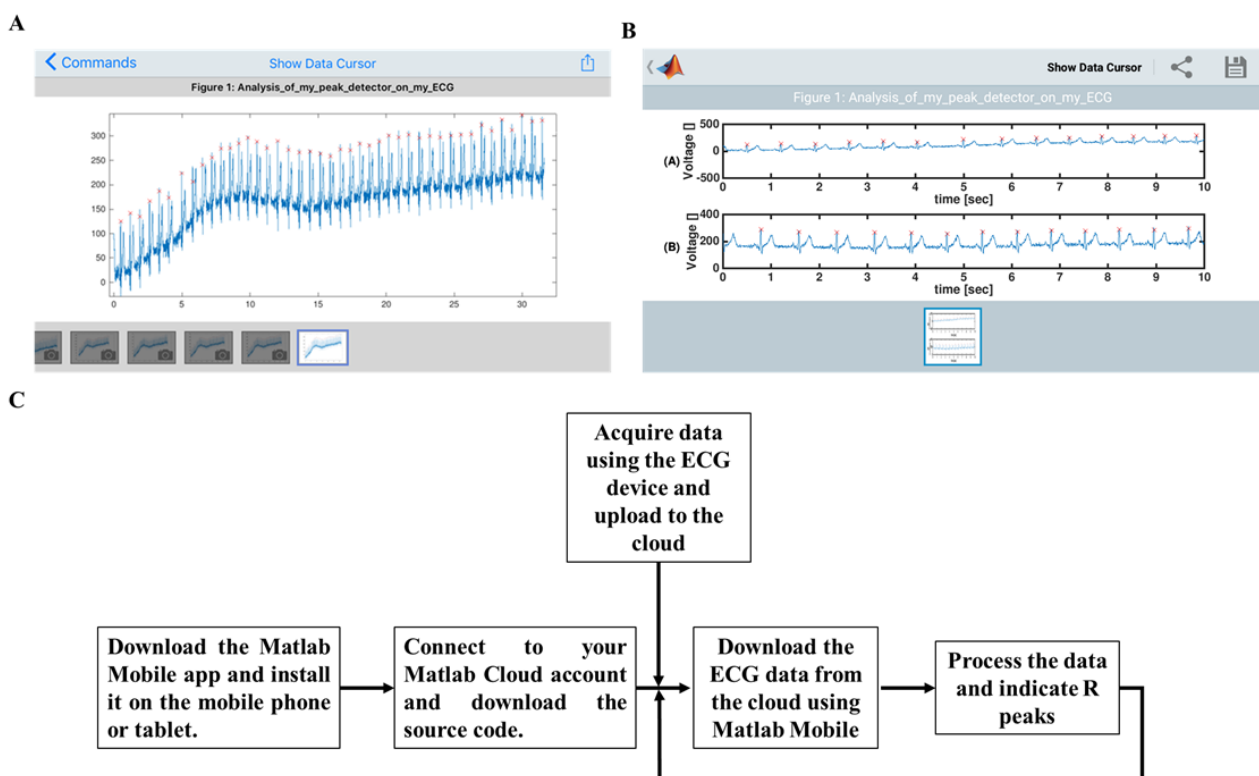 A
Commands
Show Data Cursor
Figure 1: Analysis_of_my_peak_detector_on_my_ECG
300
250
200
150
100
50
0
0 5 10 15 20 25 30
B
Show Data Cursor
Figure 1: Analysis_of_my_peak_detector_on_my_ECG
(A)
Voltage []
500
0
-500
0 1 2 3 4 5 6 7 8 9 10
time [sec]
(B)
Voltage []
400
200
0
0 1 2 3 4 5 6 7 8 9 10
time [sec]
C
Acquire data
using the ECG
device and
upload to the
cloud
Download the Matlab
Mobile app and install
it on the mobile phone
or tablet.
Connect to your
Matlab Cloud account
and download the
source code.
Download the
ECG data from
the cloud using
Matlab Mobile
Process the data
and indicate R
peaks